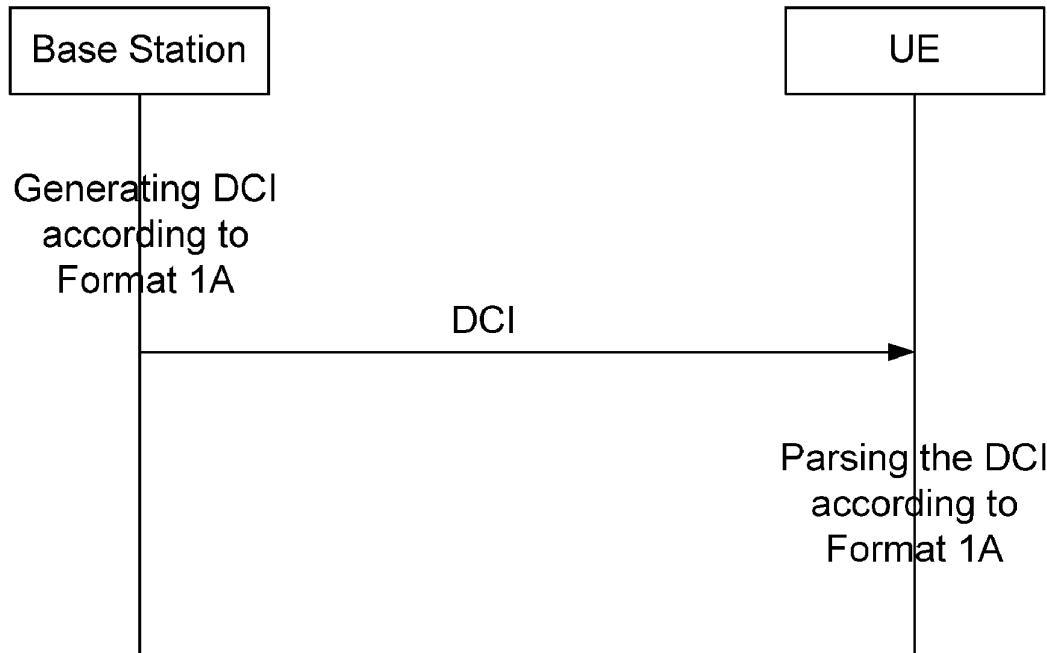 Base Station
UE
Generating DCI
according to
Format 1A
DCI
Parsing the DCI
according to
Format 1A